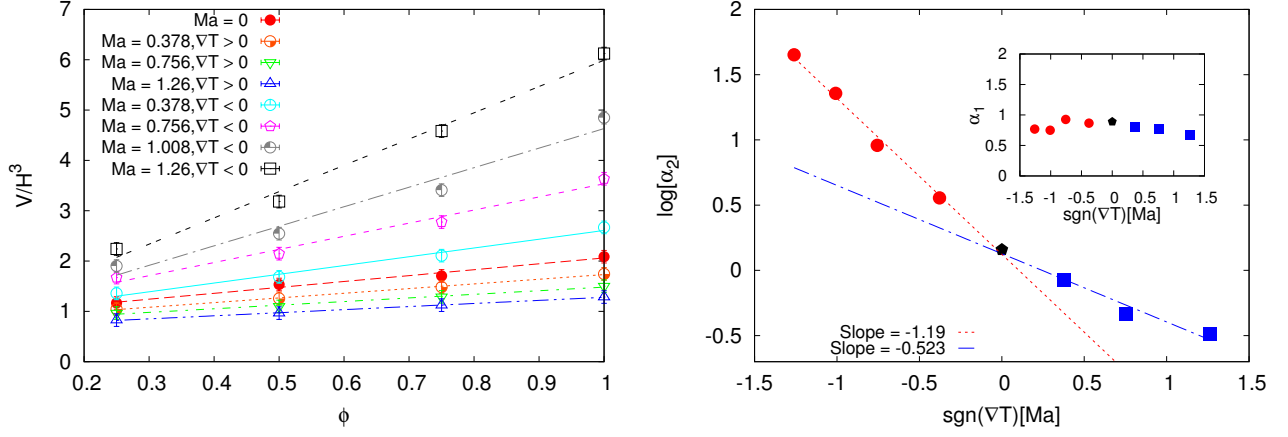 7
6
5
4
3
2
1
0
0.2 0.3 0.4 0.5 0.6 0.7 0.8 0.9 1
V/H³
ϕ
Ma = 0
Ma = 0.378,∇T > 0
Ma = 0.756,∇T > 0
Ma = 1.26,∇T > 0
Ma = 0.378,∇T < 0
Ma = 0.756,∇T < 0
Ma = 1.008,∇T < 0
Ma = 1.26,∇T < 0
2
1.5
1
0.5
0
-0.5
-1.5 -1 -0.5 0 0.5 1 1.5
log[α₂]
sgn(∇T)[Ma]
Slope = -1.19
Slope = -0.523
2
1.5
1
0.5
0
-1.5 -1 -0.5 0 0.5 1 1.5
α₁
sgn(∇T)[Ma]